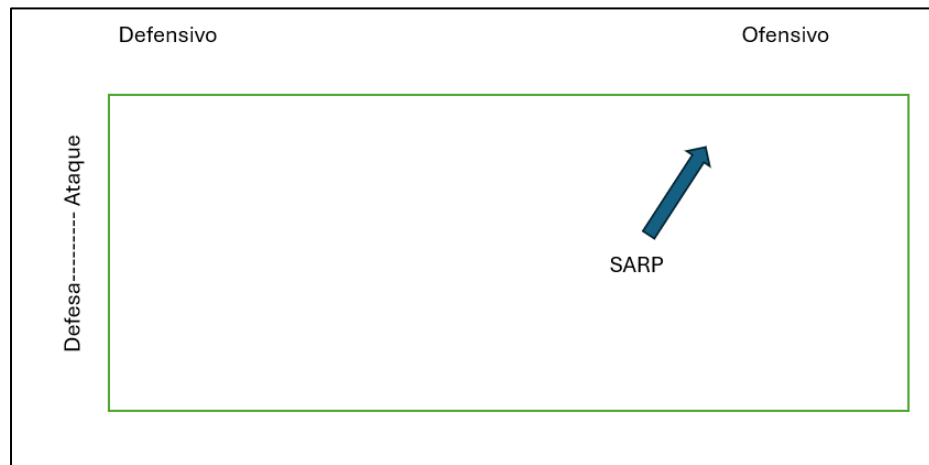 Defensivo
Ofensivo
Defesa---------- Ataque
SARP